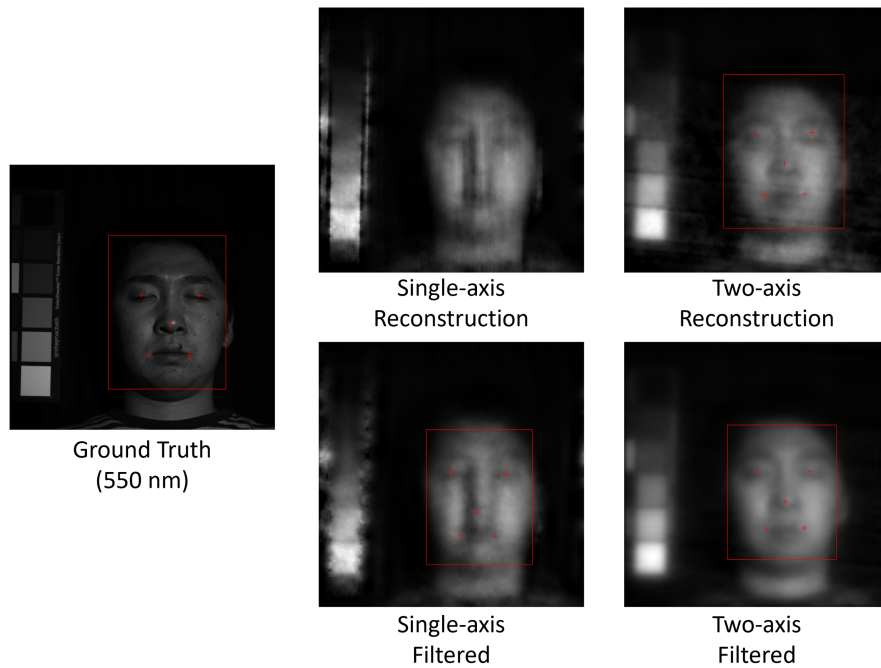 Single-axis
Reconstruction
Two-axis
Reconstruction
Ground Truth
(550 nm)
Single-axis
Filtered
Two-axis
Filtered